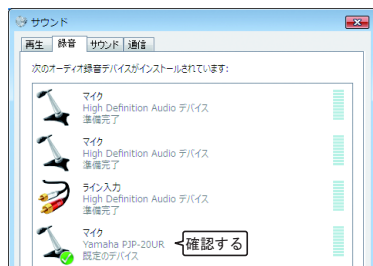 サウンド
再生 録音 サウンド 通信
次のオーディオ録音デバイスがインストールされています:
マイク
High Definition Audio デバイス
準備完了
マイク
High Definition Audio デバイス
準備完了
ライン入力
High Definition Audio デバイス
準備完了
マイク
Yamaha PJP-20UR 確認する
既定のデバイス